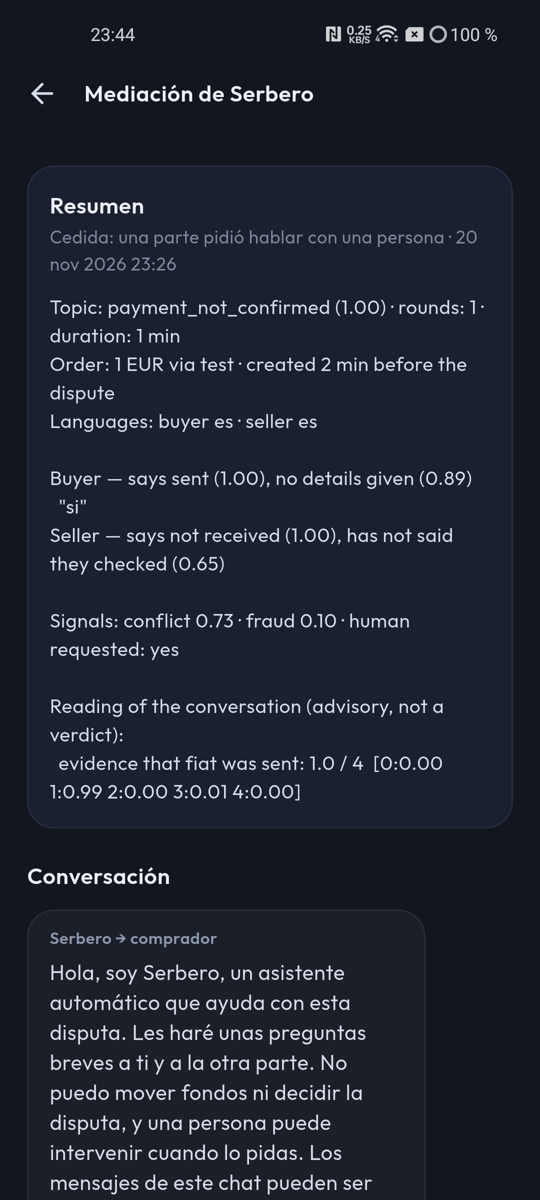 23:44
0.25 KB/S
100 %
Mediación de Serbero
Resumen
Cedida: una parte pidió hablar con una persona · 20
nov 2026 23:26
Topic: payment_not_confirmed (1.00) · rounds: 1 ·
duration: 1 min
Order: 1 EUR via test · created 2 min before the
dispute
Languages: buyer es · seller es
Buyer — says sent (1.00), no details given (0.89)
"si"
Seller — says not received (1.00), has not said
they checked (0.65)
Signals: conflict 0.73 · fraud 0.10 · human
requested: yes
Reading of the conversation (advisory, not a
verdict):
evidence that fiat was sent: 1.0 / 4 [0:0.00
1:0.99 2:0.00 3:0.01 4:0.00]
Conversación
Serbero → comprador
Hola, soy Serbero, un asistente
automático que ayuda con esta
disputa. Les haré unas preguntas
breves a ti y a la otra parte. No
puedo mover fondos ni decidir la
disputa, y una persona puede
intervenir cuando lo pidas. Los
mensajes de este chat pueden ser